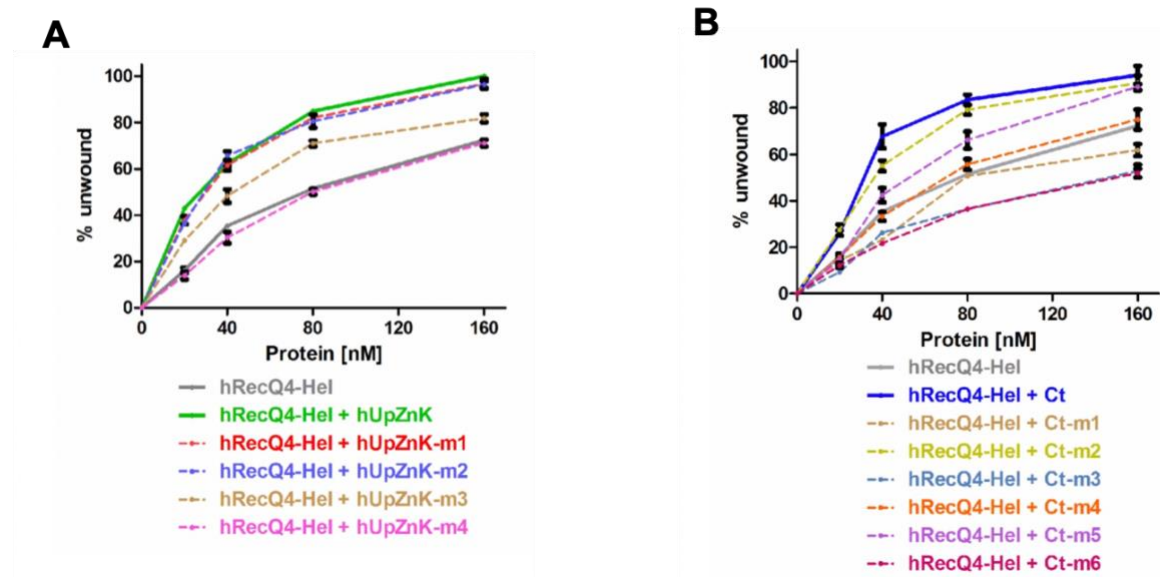 A
% unwound
100
80
60
40
20
0
0 40 80 120 160
Protein [nM]
hRecQ4-Hel
hRecQ4-Hel + hUpZnK
hRecQ4-Hel + hUpZnK-m1
hRecQ4-Hel + hUpZnK-m2
hRecQ4-Hel + hUpZnK-m3
hRecQ4-Hel + hUpZnK-m4
B
% unwound
100
80
60
40
20
0
0 40 80 120 160
Protein [nM]
hRecQ4-Hel
hRecQ4-Hel + Ct
hRecQ4-Hel + Ct-m1
hRecQ4-Hel + Ct-m2
hRecQ4-Hel + Ct-m3
hRecQ4-Hel + Ct-m4
hRecQ4-Hel + Ct-m5
hRecQ4-Hel + Ct-m6